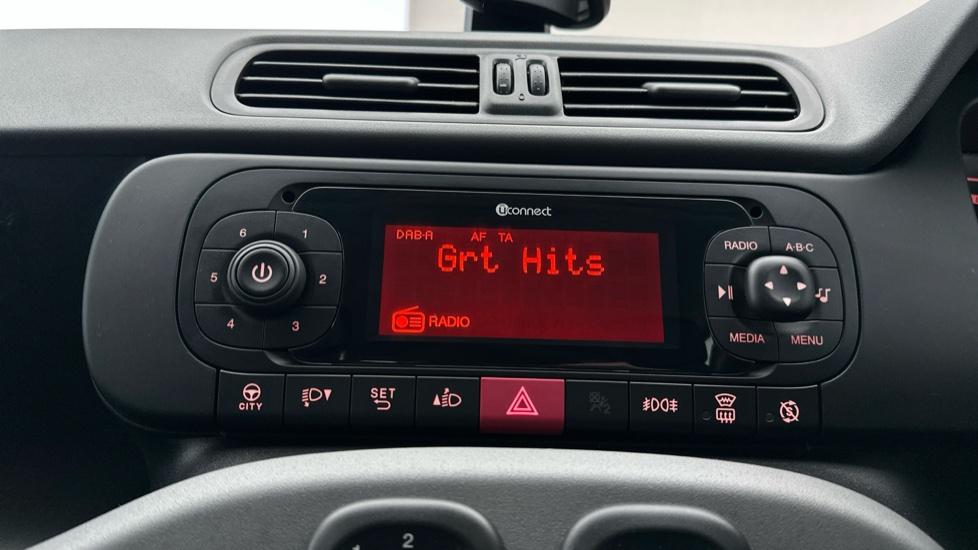 uconnect
DAB-A AF TA
Grt Hits
RADIO
6 1
5 2
4 3
RADIO A·B·C
MEDIA MENU
CITY
SET
2